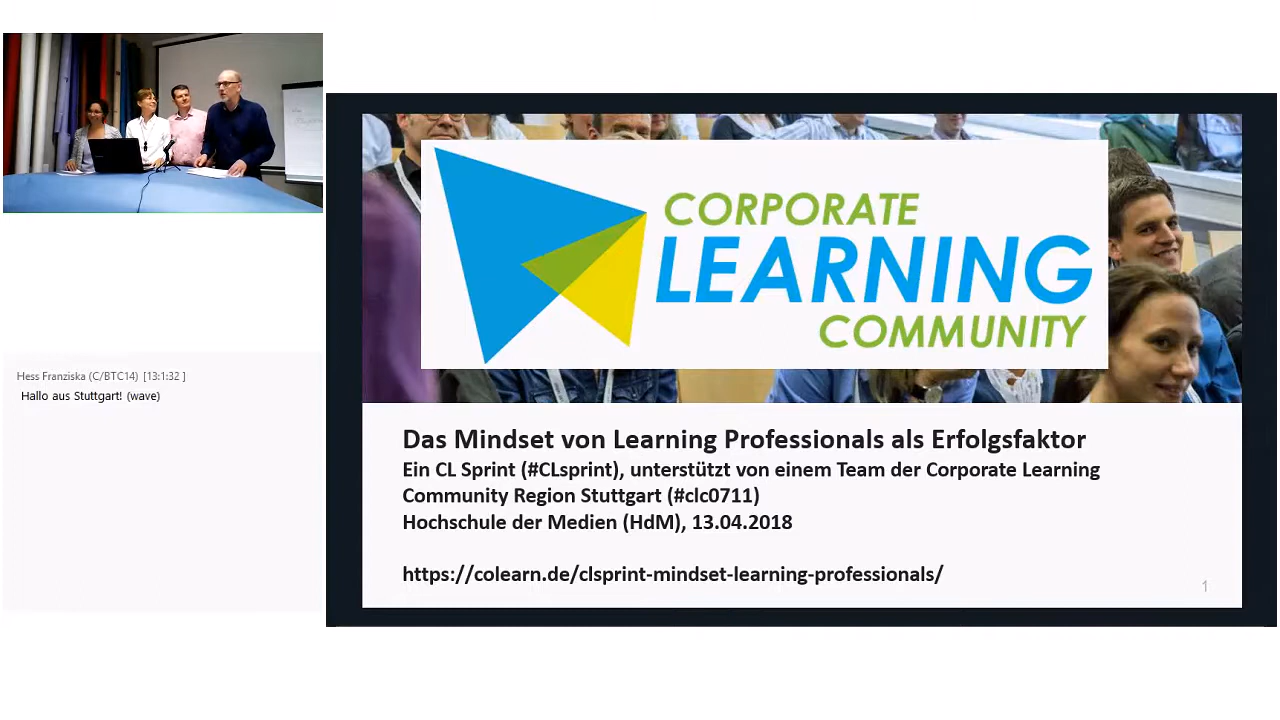 Hess Franziska (C/BTC14) [13:1:32 ]
Hallo aus Stuttgart! (wave)
CORPORATE
LEARNING
COMMUNITY
Das Mindset von Learning Professionals als Erfolgsfaktor
Ein CL Sprint (#CLsprint), unterstützt von einem Team der Corporate Learning
Community Region Stuttgart (#clc0711)
Hochschule der Medien (HdM), 13.04.2018
https://colearn.de/clsprint-mindset-learning-professionals/
1